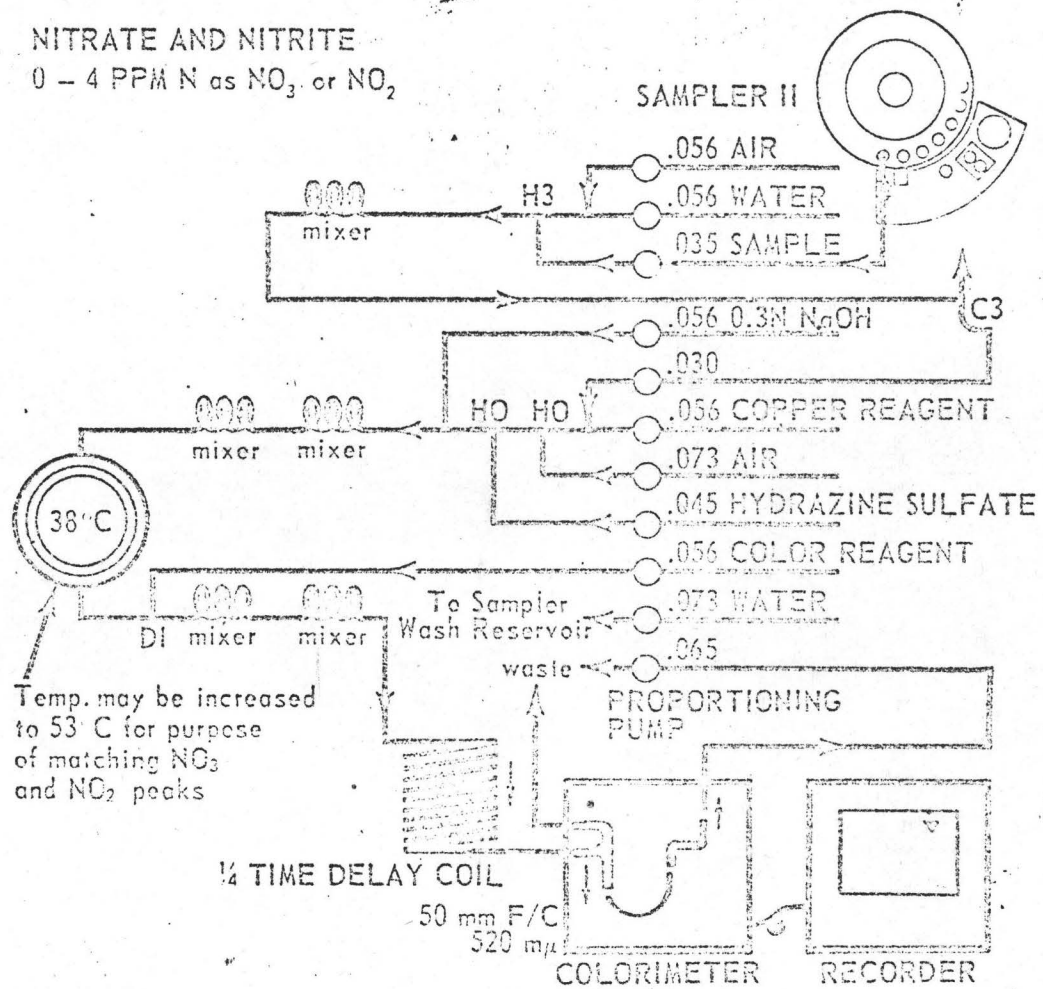 NITRATE AND NITRITE
0 – 4 PPM N as NO₃ or NO₂
SAMPLER II
.056 AIR
H3
.056 WATER
mixer
.035 SAMPLE
C3
.056 0.3N NaOH
.030
HO HO
.056 COPPER REAGENT
mixer mixer
.073 AIR
38°C
.045 HYDRAZINE SULFATE
.056 COLOR REAGENT
To Sampler
Wash Reservoir
.073 WATER
DI mixer mixer
waste
.065
Temp. may be increased
to 53°C for purpose
of matching NO₃
and NO₂ peaks
PROPORTIONING
PUMP
¼ TIME DELAY COIL
50 mm F/C
520 mμ
COLORIMETER
RECORDER